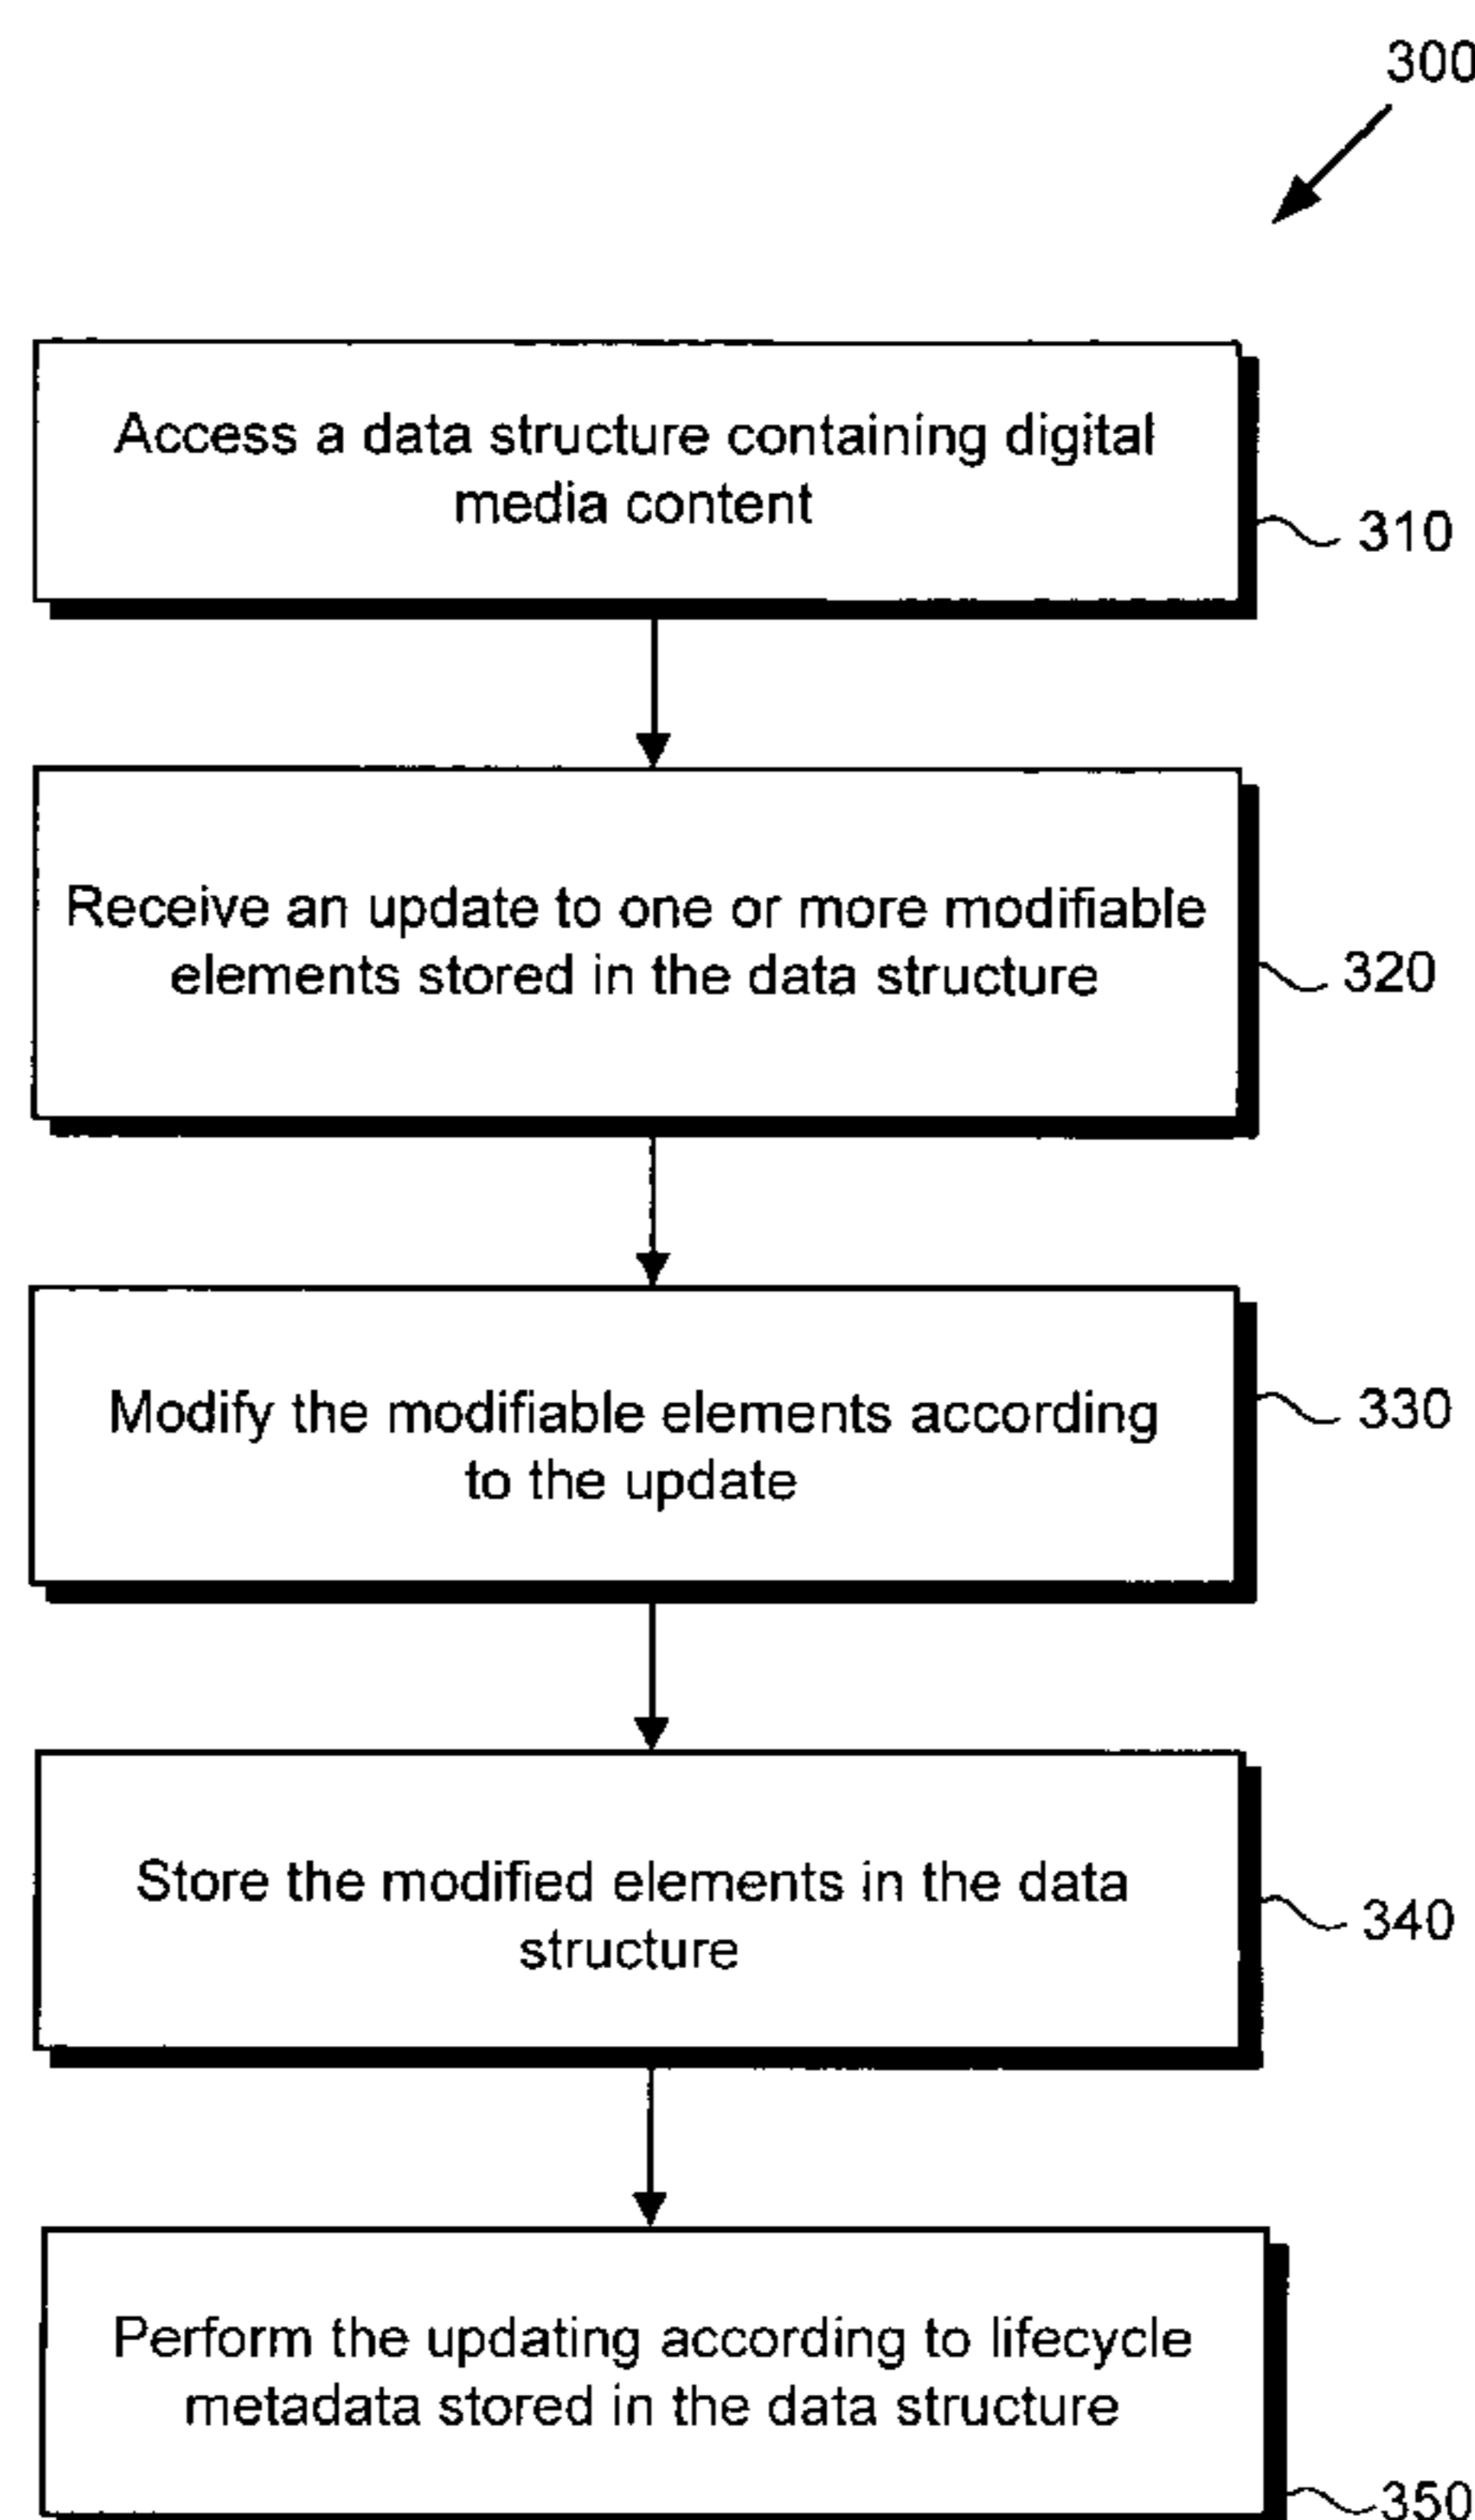 300
Access a data structure containing digital
media content
310
Receive an update to one or more modifiable
elements stored in the data structure
320
Modify the modifiable elements according
to the update
330
Store the modified elements in the data
structure
340
Perform the updating according to lifecycle
metadata stored in the data structure
350